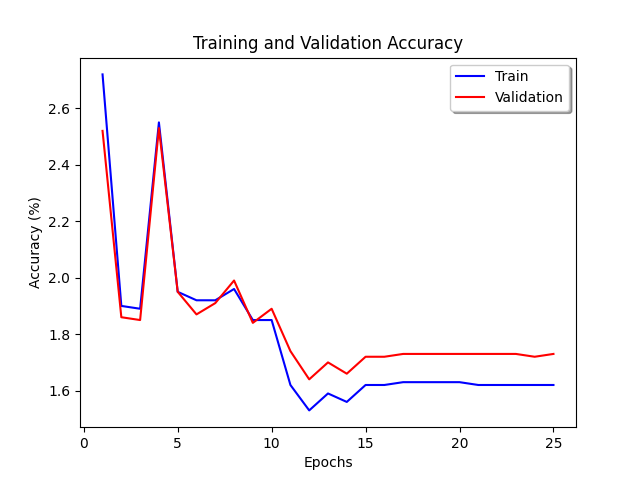 Training and Validation Accuracy
Train
Validation
2.6
2.4
2.2
2.0
1.8
1.6
Accuracy (%)
0 5 10 15 20 25
Epochs